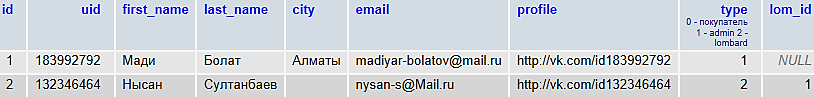 id uid first_name last_name city email profile type lom_id
0 - покупатель
1 - admin 2 -
lombard
1 183992792 Мади Болат Алматы madiyar-bolatov@mail.ru http://vk.com/id183992792 1 NULL
2 132346464 Нысан Султанбаев nysan-s@Mail.ru http://vk.com/id132346464 2 1